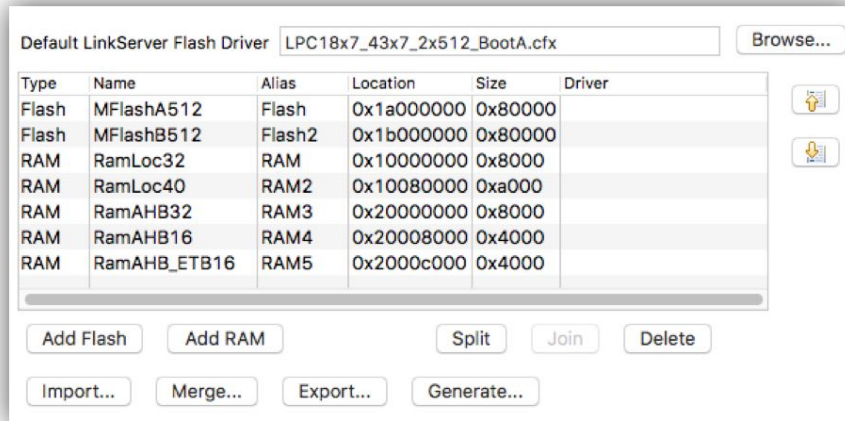 Default LinkServer Flash Driver LPC18x7_43x7_2x512_BootA.cfx Browse...
Type Name Alias Location Size Driver
Flash MFlashA512 Flash 0x1a000000 0x80000
Flash MFlashB512 Flash2 0x1b000000 0x80000
RAM RamLoc32 RAM 0x10000000 0x8000
RAM RamLoc40 RAM2 0x10080000 0xa000
RAM RamAHB32 RAM3 0x20000000 0x8000
RAM RamAHB16 RAM4 0x20008000 0x4000
RAM RamAHB_ETB16 RAM5 0x2000c000 0x4000
Add Flash Add RAM Split Join Delete
Import... Merge... Export... Generate...